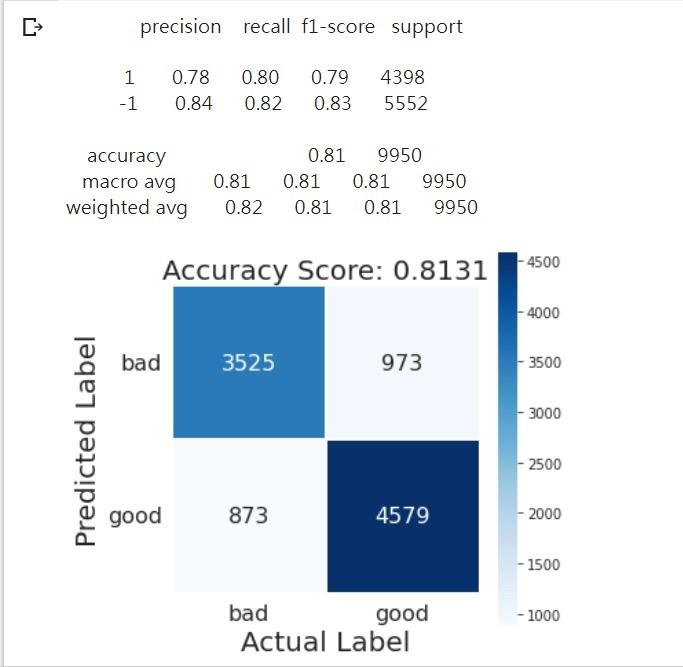 precision recall f1-score support
1 0.78 0.80 0.79 4398
-1 0.84 0.82 0.83 5552
accuracy 0.81 9950
macro avg 0.81 0.81 0.81 9950
weighted avg 0.82 0.81 0.81 9950
Accuracy Score: 0.8131
4500
4000
3500
3000
2500
2000
1500
1000
Predicted Label
bad 3525 973
good 873 4579
bad good
Actual Label